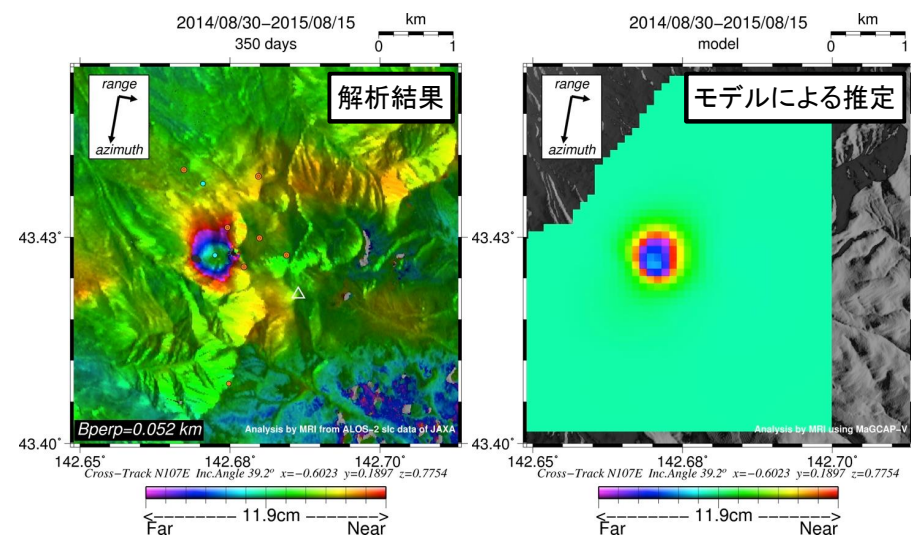 2014/08/30−2015/08/15
350 days
km
0 1
range
azimuth
解析結果
43.43°
43.40°
Bperp=0.052 km
Analysis by MRI from ALOS−2 slc data of JAXA
142.65 142.68 142.70
Cross−Track N107E Inc.Angle 39.2° x=−0.6023 y=0.1897 z=0.7754
11.9cm
Far Near
2014/08/30−2015/08/15
model
km
0 1
range
azimuth
モデルによる推定
43.43°
43.40°
Analysis by MRI using MaGCAP−V
142.65 142.68 142.70
Cross−Track N107E Inc.Angle 39.2° x=−0.6023 y=0.1897 z=0.7754
11.9cm
Far Near